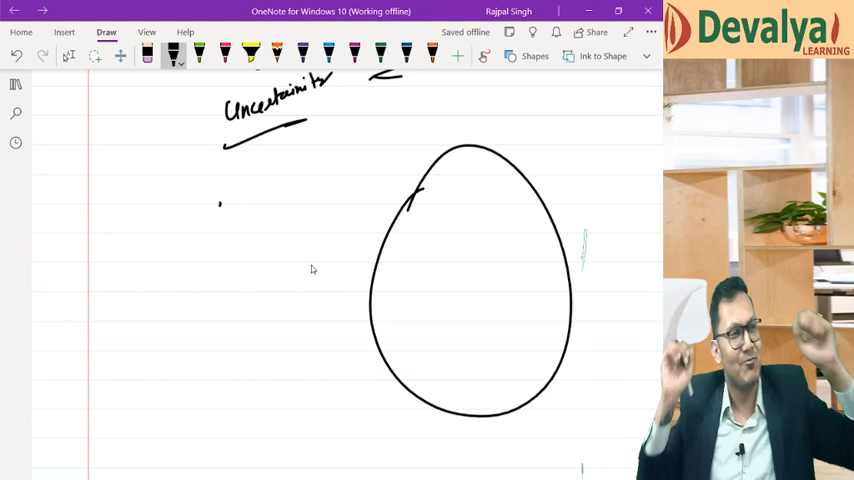 OneNote for Windows 10 (Working offline)
Rajpal Singh
Home Insert Draw View Help
Saved offline
Share
Shapes
Ink to Shape
Uncertainity
Devalya
LEARNING